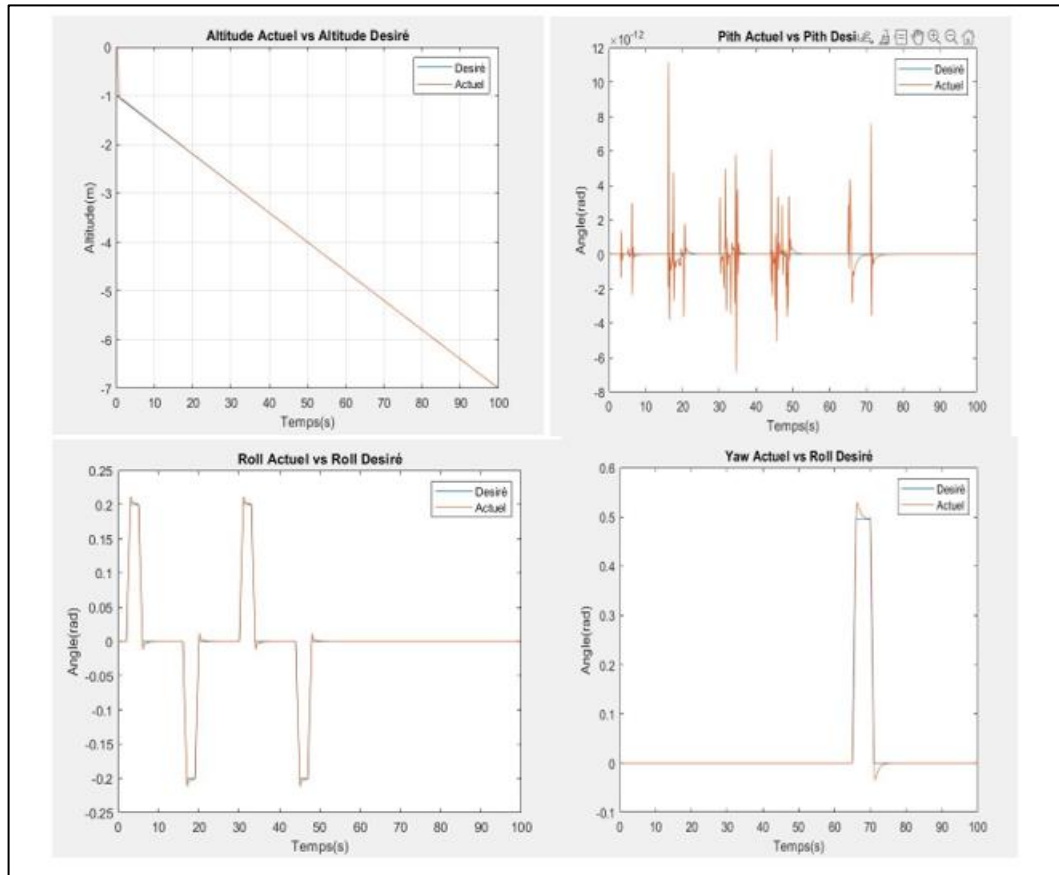 Altitude Actuel vs Altitude Desiré
0
-1
-2
-3
-4
-5
-6
-7
Altitude(m)
Desiré
Actuel
0 10 20 30 40 50 60 70 80 90 100
Temps(s)
×10-12
Pith Actuel vs Pith Desi
12
10
8
6
4
2
0
-2
-4
-6
-8
Angle(rad)
Desiré
Actuel
0 10 20 30 40 50 60 70 80 90 100
Temps(s)
Roll Actuel vs Roll Desiré
0.25
0.2
0.15
0.1
0.05
0
-0.05
-0.1
-0.15
-0.2
-0.25
Angle(rad)
Desiré
Actuel
0 10 20 30 40 50 60 70 80 90 100
Temps(s)
Yaw Actuel vs Roll Desiré
0.6
0.5
0.4
0.3
0.2
0.1
0
-0.1
Angle(rad)
Desiré
Actuel
0 10 20 30 40 50 60 70 80 90 100
Temps(s)